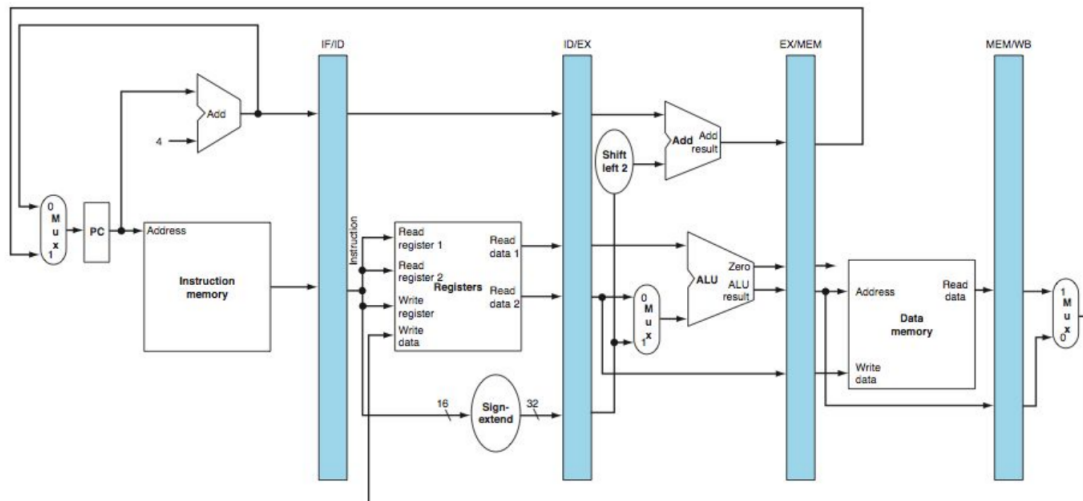 IF/ID
ID/EX
EX/MEM
MEM/WB
Add
4
Add
Add
result
Shift
left 2
0
M
u
x
1
PC
Address
Instruction
memory
Instruction
Read
register 1
Read
register 2
Registers
Write
register
Write
data
Read
data 1
Read
data 2
0
M
u
x
1
ALU
Zero
ALU
result
Address
Read
data
Data
memory
Write
data
1
M
u
x
0
16
Sign-
extend
32